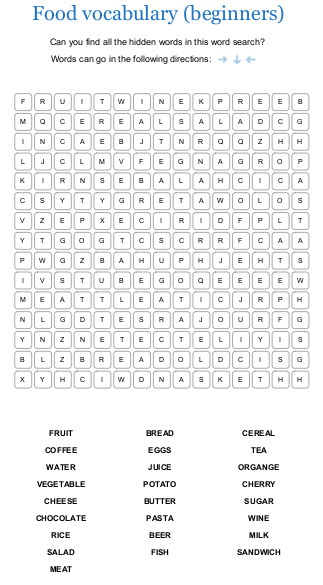 Food vocabulary (beginners)
Can you find all the hidden words in this word search?
Words can go in the following directions:
F R U I T W I N E K P R E E B
M Q C E R E A L S A L A D C G
I N C A E B J T N R Q Q Z H H
L J C L M V F E G N A G R O P
K I R N S E B A L A H C I C A
C S Y T Y G R E T A W O L O S
V Z E P X E C I R I D F P L T
Y T G O G T C S C R R F C A A
P W G Z B A H U P H J E H T S
I V S T U B E G O Q E E E E W
M E A T T L E A T I C J R P H
N L G D T E S R A J O U R F G
Y N Z N E T E C T E L I Y I S
B L Z B R E A D O L D C I S G
X Y H C I W D N A S K E T H H
FRUIT BREAD CEREAL
COFFEE EGGS TEA
WATER JUICE ORGANGE
VEGETABLE POTATO CHERRY
CHEESE BUTTER SUGAR
CHOCOLATE PASTA WINE
RICE BEER MILK
SALAD FISH SANDWICH
MEAT